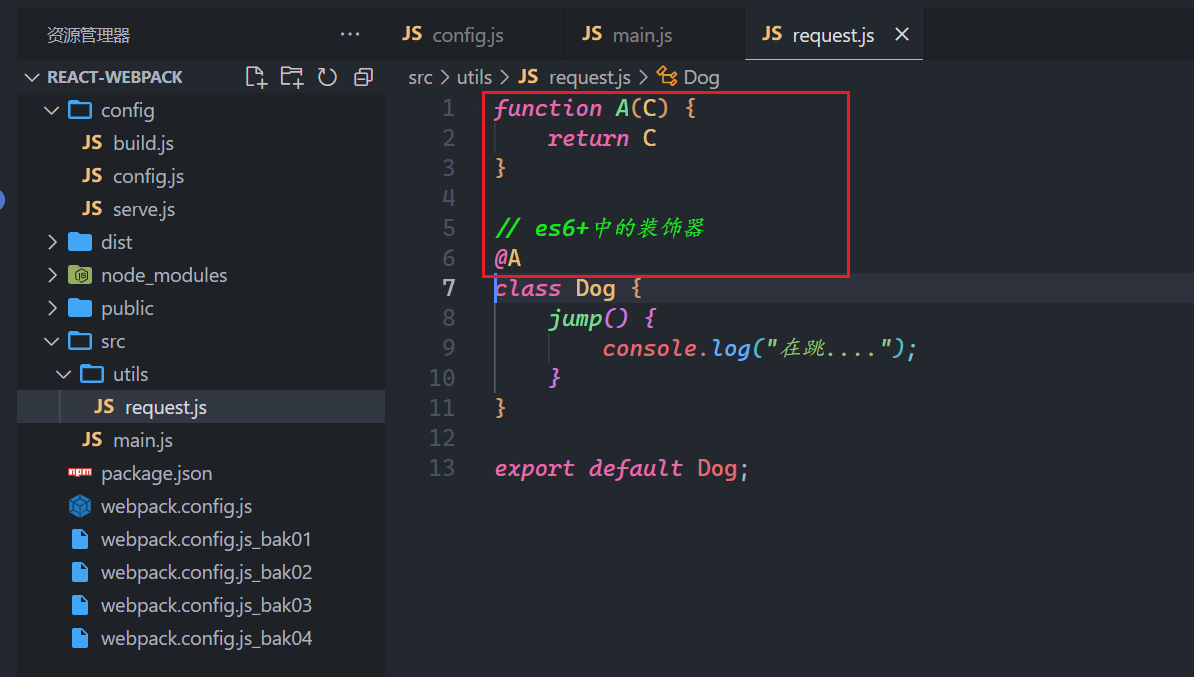 资源管理器
···
REACT-WEBPACK
config
JS build.js
JS config.js
JS serve.js
dist
node_modules
public
src
utils
JS request.js
JS main.js
npm package.json
webpack.config.js
webpack.config.js_bak01
webpack.config.js_bak02
webpack.config.js_bak03
webpack.config.js_bak04
JS config.js
JS main.js
JS request.js
src > utils > JS request.js > Dog
1 function A(C) {
2 return C
3 }
4
5 // es6+中的装饰器
6 @A
7 class Dog {
8 jump() {
9 console.log("在跳....");
10 }
11 }
12
13 export default Dog;